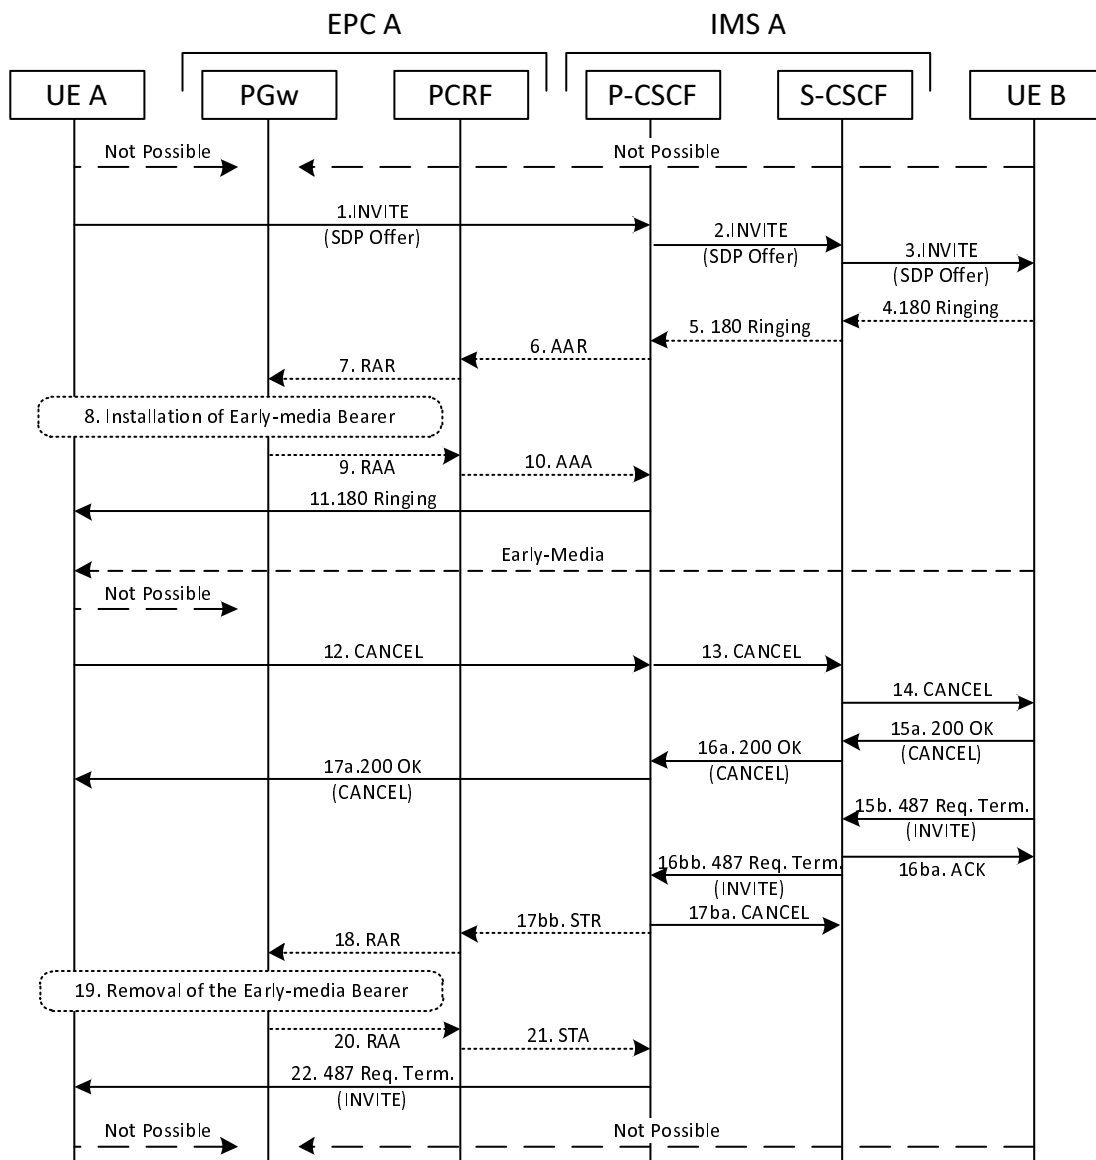 EPC A
IMS A
UE A
PGw
PCRF
P-CSCF
S-CSCF
UE B
Not Possible
Not Possible
1.INVITE
(SDP Offer)
2.INVITE
(SDP Offer)
3.INVITE
(SDP Offer)
4.180 Ringing
5. 180 Ringing
6. AAR
7. RAR
8. Installation of Early-media Bearer
9. RAA
10. AAA
11.180 Ringing
Early-Media
Not Possible
12. CANCEL
13. CANCEL
14. CANCEL
15a. 200 OK
(CANCEL)
16a. 200 OK
(CANCEL)
17a.200 OK
(CANCEL)
15b. 487 Req. Term.
(INVITE)
16ba. ACK
16bb. 487 Req. Term.
(INVITE)
17ba. CANCEL
17bb. STR
18. RAR
19. Removal of the Early-media Bearer
20. RAA
21. STA
22. 487 Req. Term.
(INVITE)
Not Possible
Not Possible